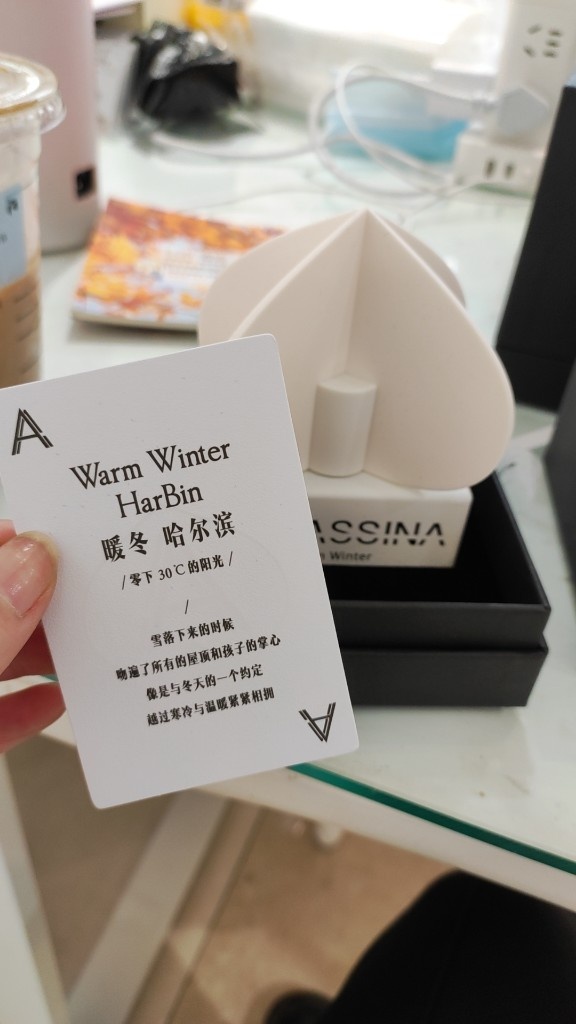 A
Warm Winter
HarBin
暖冬 哈尔滨
/零下 30℃的阳光/
/
雪落下来的时候
吻遍了所有的屋顶和孩子的掌心
像是与冬天的一个约定
越过寒冷与温暖紧紧相拥
A
ASSINA
Winter